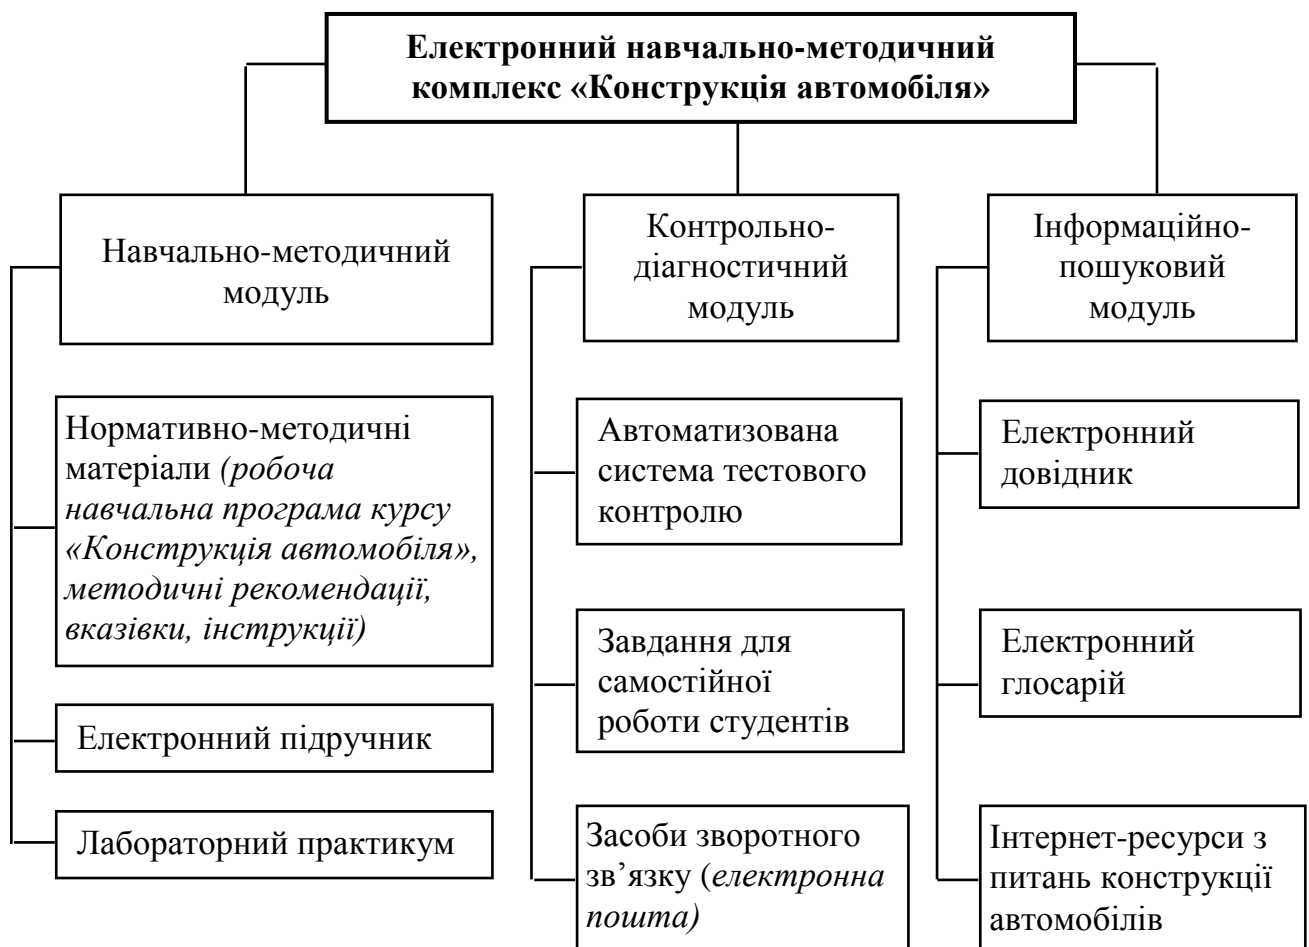 Електронний навчально-методичний
комплекс «Конструкція автомобіля»
Навчально-методичний
модуль
Нормативно-методичні
матеріали (робоча
навчальна програма курсу
«Конструкція автомобіля»,
методичні рекомендації,
вказівки, інструкції)
Електронний підручник
Лабораторний практикум
Контрольно-
діагностичний
модуль
Автоматизована
система тестового
контролю
Завдання для
самостійної
роботи студентів
Засоби зворотного
зв’язку (електронна
пошта)
Інформаційно-
пошуковий
модуль
Електронний
довідник
Електронний
глосарій
Інтернет-ресурси з
питань конструкції
автомобілів